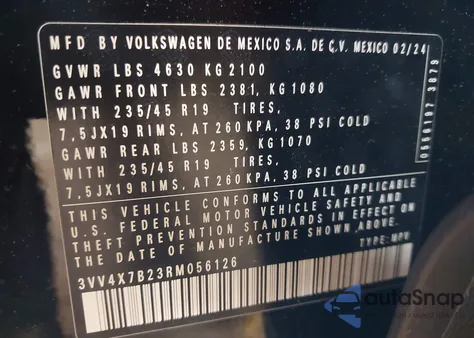 MFD BY VOLKSWAGEN DE MEXICO S.A. DE C.V. MEXICO 02/24
GVWR LBS 4630 KG 2100
GAWR FRONT LBS 2381, KG 1080
WITH 235/45 R19 TIRES,
7,5JX19 RIMS, AT 260 KPA, 38 PSI COLD
GAWR REAR LBS 2359, KG 1070
WITH 235/45 R19 TIRES,
7,5JX19 RIMS, AT 260 KPA, 38 PSI COLD
THIS VEHICLE CONFORMS TO ALL APPLICABLE
U.S. FEDERAL MOTOR VEHICLE SAFETY AND
THEFT PREVENTION STANDARDS IN EFFECT ON
THE DATE OF MANUFACTURE SHOWN ABOVE.
3VV4X7B23RM056126 TYPE: MPV
0556197 3879
autoSnap